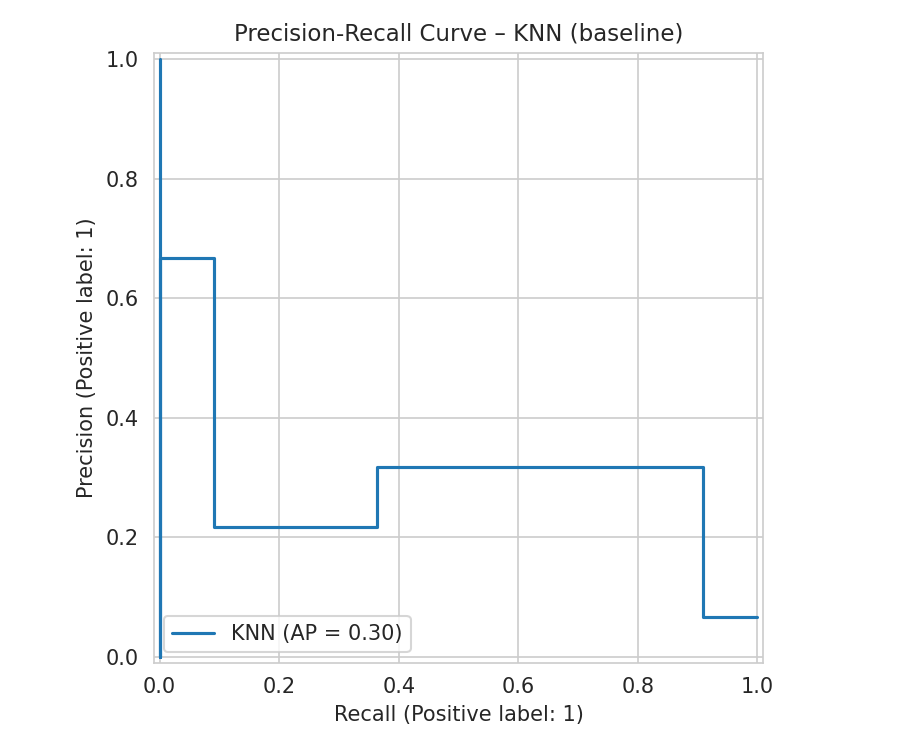 Precision-Recall Curve – KNN (baseline)
1.0
0.8
0.6
0.4
0.2
0.0
Precision (Positive label: 1)
KNN (AP = 0.30)
0.0 0.2 0.4 0.6 0.8 1.0
Recall (Positive label: 1)